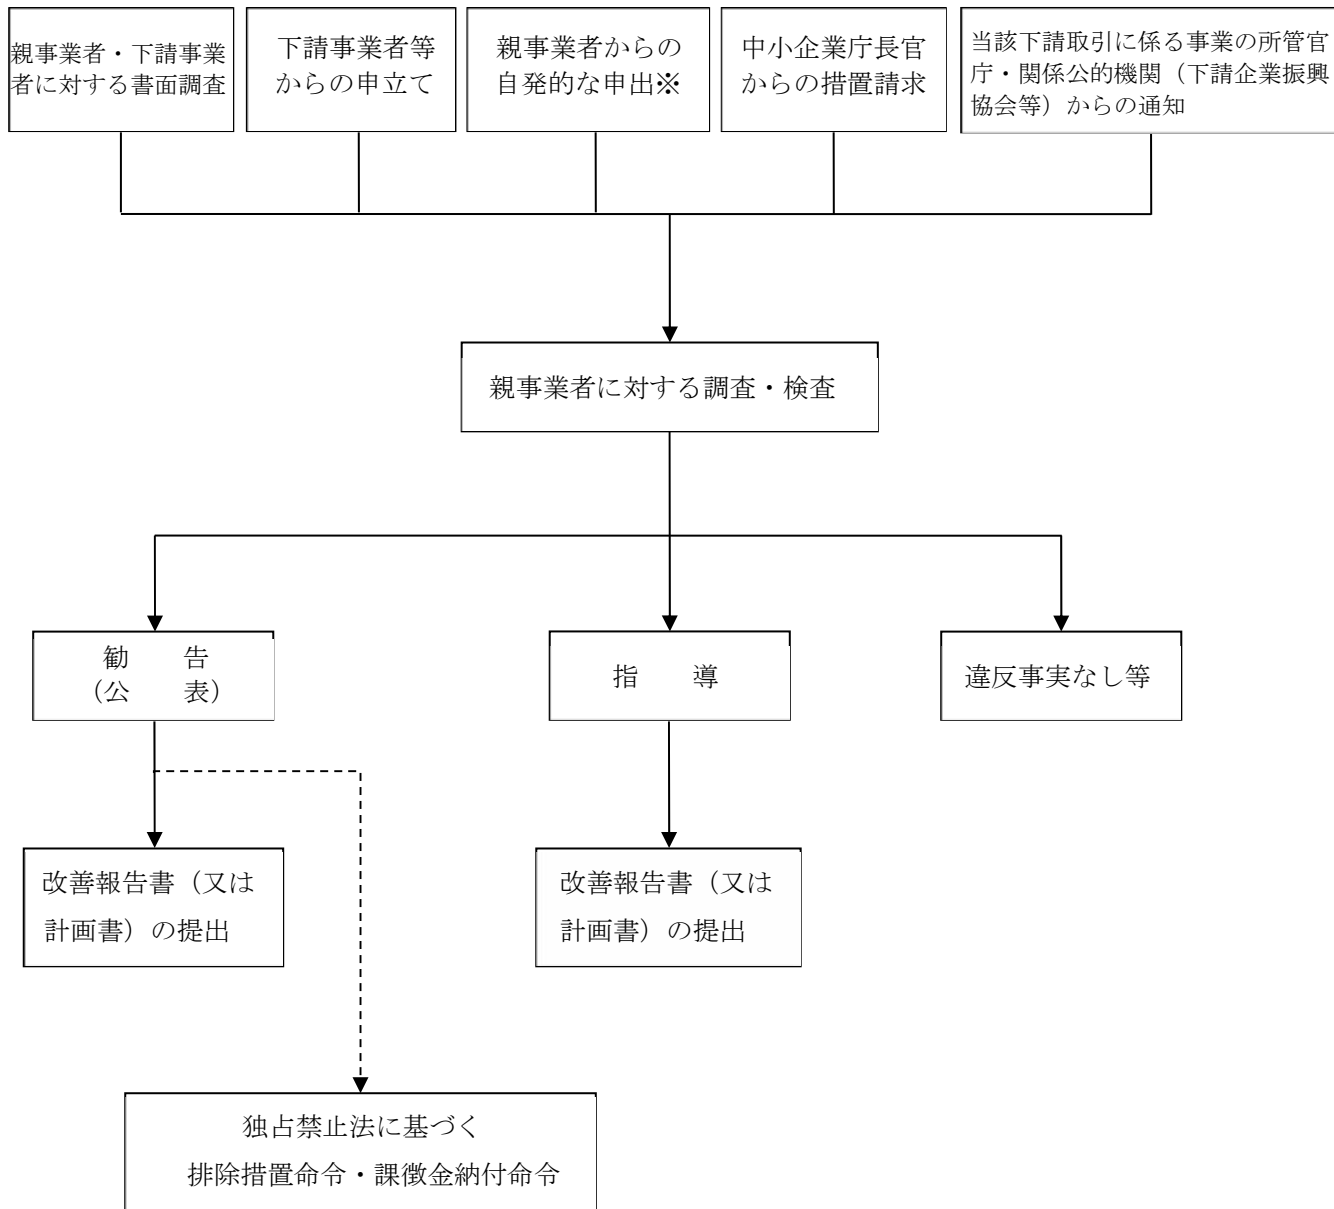 親事業者・下請事業
者に対する書面調査
下請事業者等
からの申立て
親事業者からの
自発的な申出※
中小企業庁長官
からの措置請求
当該下請取引に係る事業の所管官
庁・関係公的機関（下請企業振興
協会等）からの通知
親事業者に対する調査・検査
勧　　告
（公　　表）
指　　導
違反事実なし等
改善報告書（又は
計画書）の提出
改善報告書（又は
計画書）の提出
独占禁止法に基づく
排除措置命令・課徴金納付命令